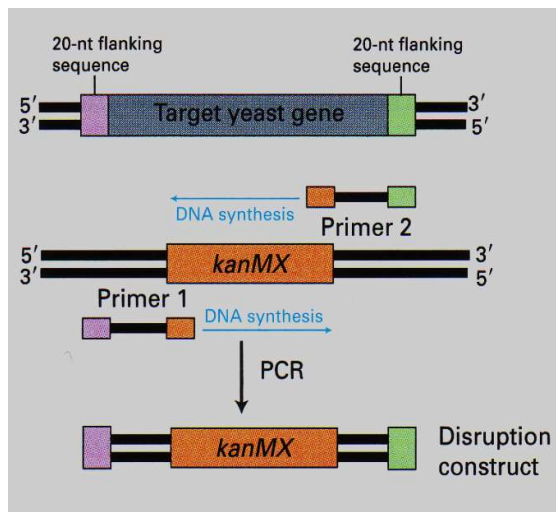 20-nt flanking
sequence
20-nt flanking
sequence
5′
3′
Target yeast gene
3′
5′
DNA synthesis
Primer 2
5′
3′
kanMX
3′
5′
Primer 1
DNA synthesis
PCR
kanMX
Disruption
construct